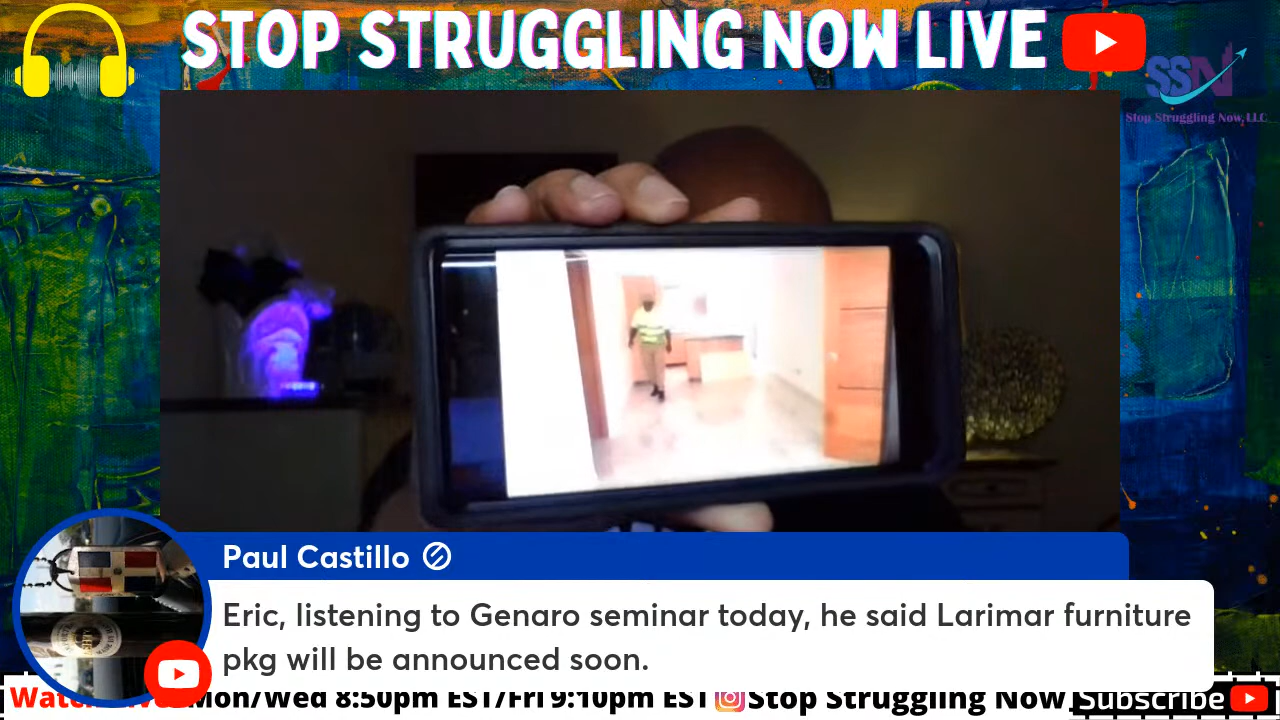 STOP STRUGGLING NOW LIVE
SSN
Stop Struggling Now, LLC
Paul Castillo
Eric, listening to Genaro seminar today, he said Larimar furniture
pkg will be announced soon.
Mon/Wed 8:50pm EST/Fri 9:10pm EST Stop Struggling Now, Subscribe